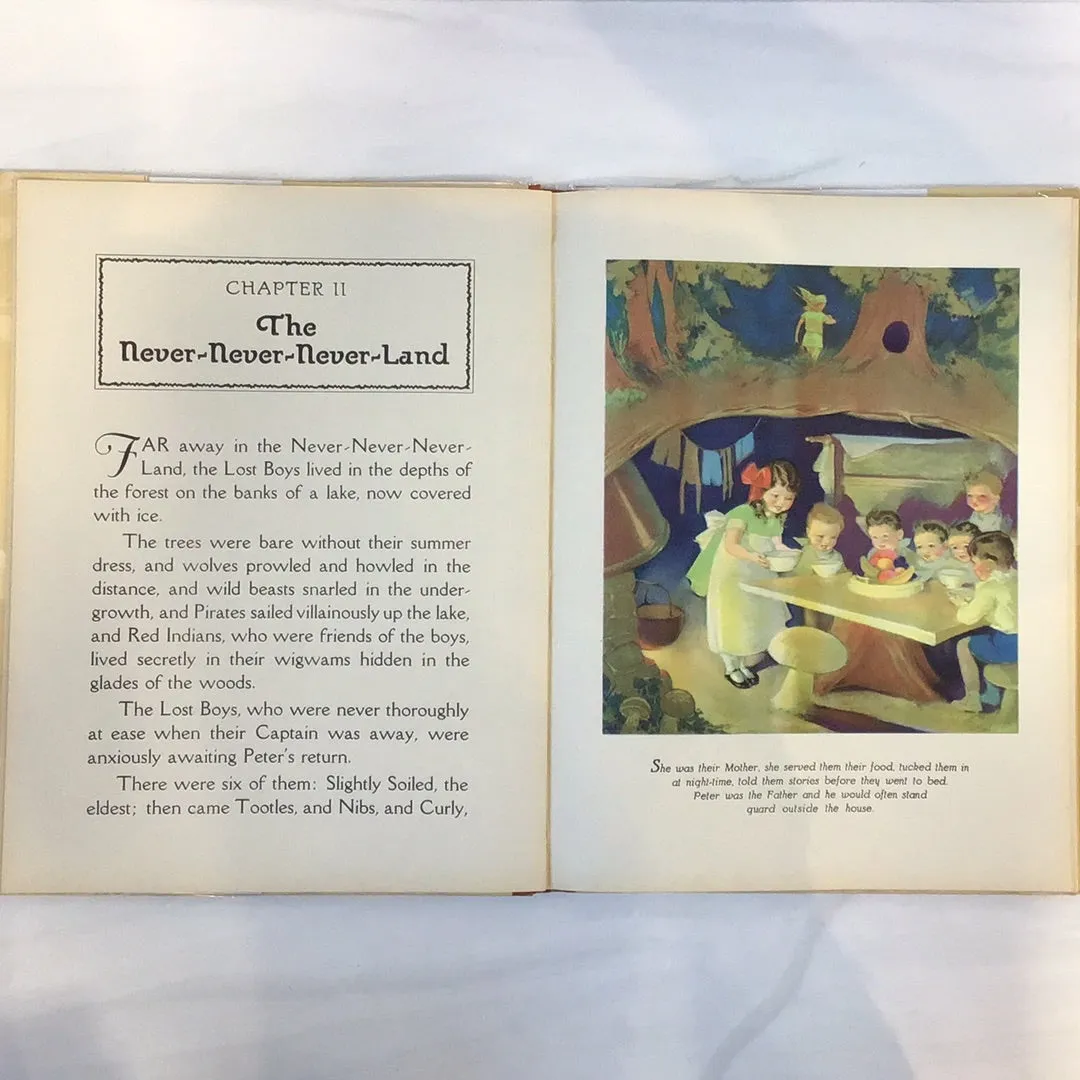 CHAPTER II
The
Never-Never-Never-Land
FAR away in the Never-Never-Never-
Land, the Lost Boys lived in the depths of
the forest on the banks of a lake, now covered
with ice.
The trees were bare without their summer
dress, and wolves prowled and howled in the
distance, and wild beasts snarled in the under-
growth, and Pirates sailed villainously up the lake,
and Red Indians, who were friends of the boys,
lived secretly in their wigwams hidden in the
glades of the woods.
The Lost Boys, who were never thoroughly
at ease when their Captain was away, were
anxiously awaiting Peter's return.
There were six of them: Slightly Soiled, the
eldest; then came Tootles, and Nibs, and Curly,
She was their Mother, she served them their food, tucked them in
at night-time, told them stories before they went to bed.
Peter was the Father and he would often stand
guard outside the house.